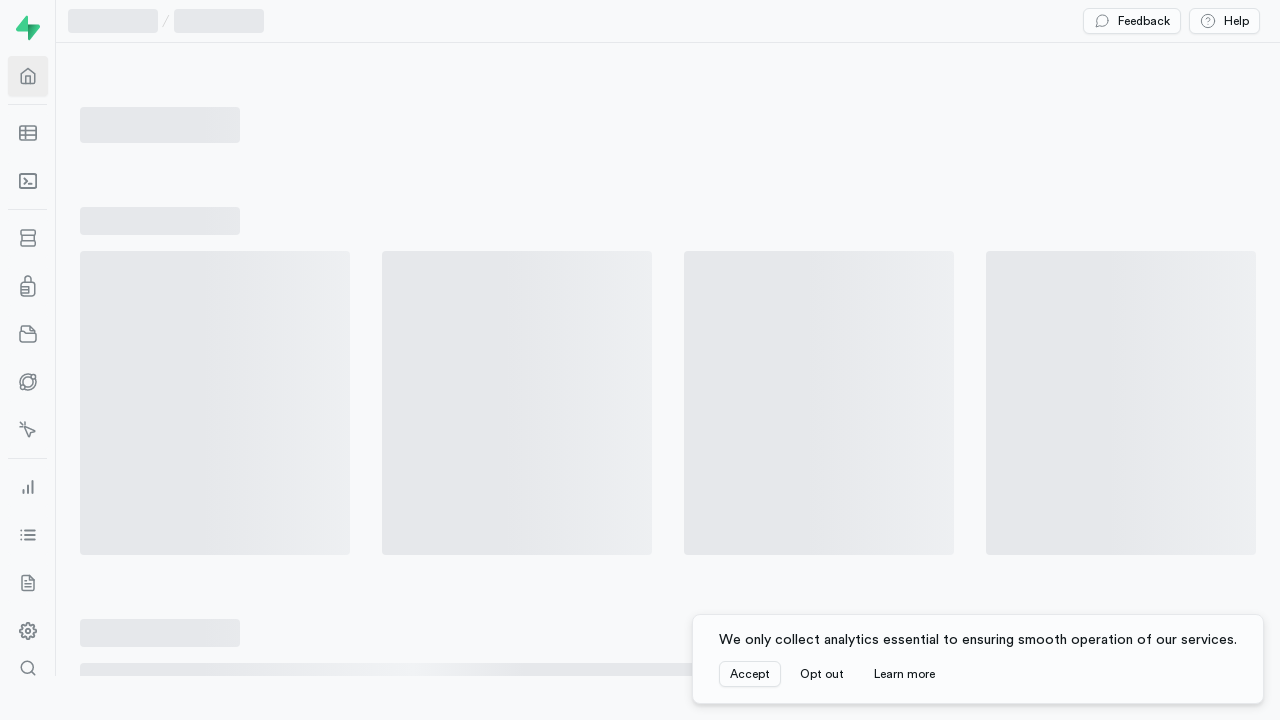 Feedback
Help
We only collect analytics essential to ensuring smooth operation of our services.
Accept
Opt out
Learn more